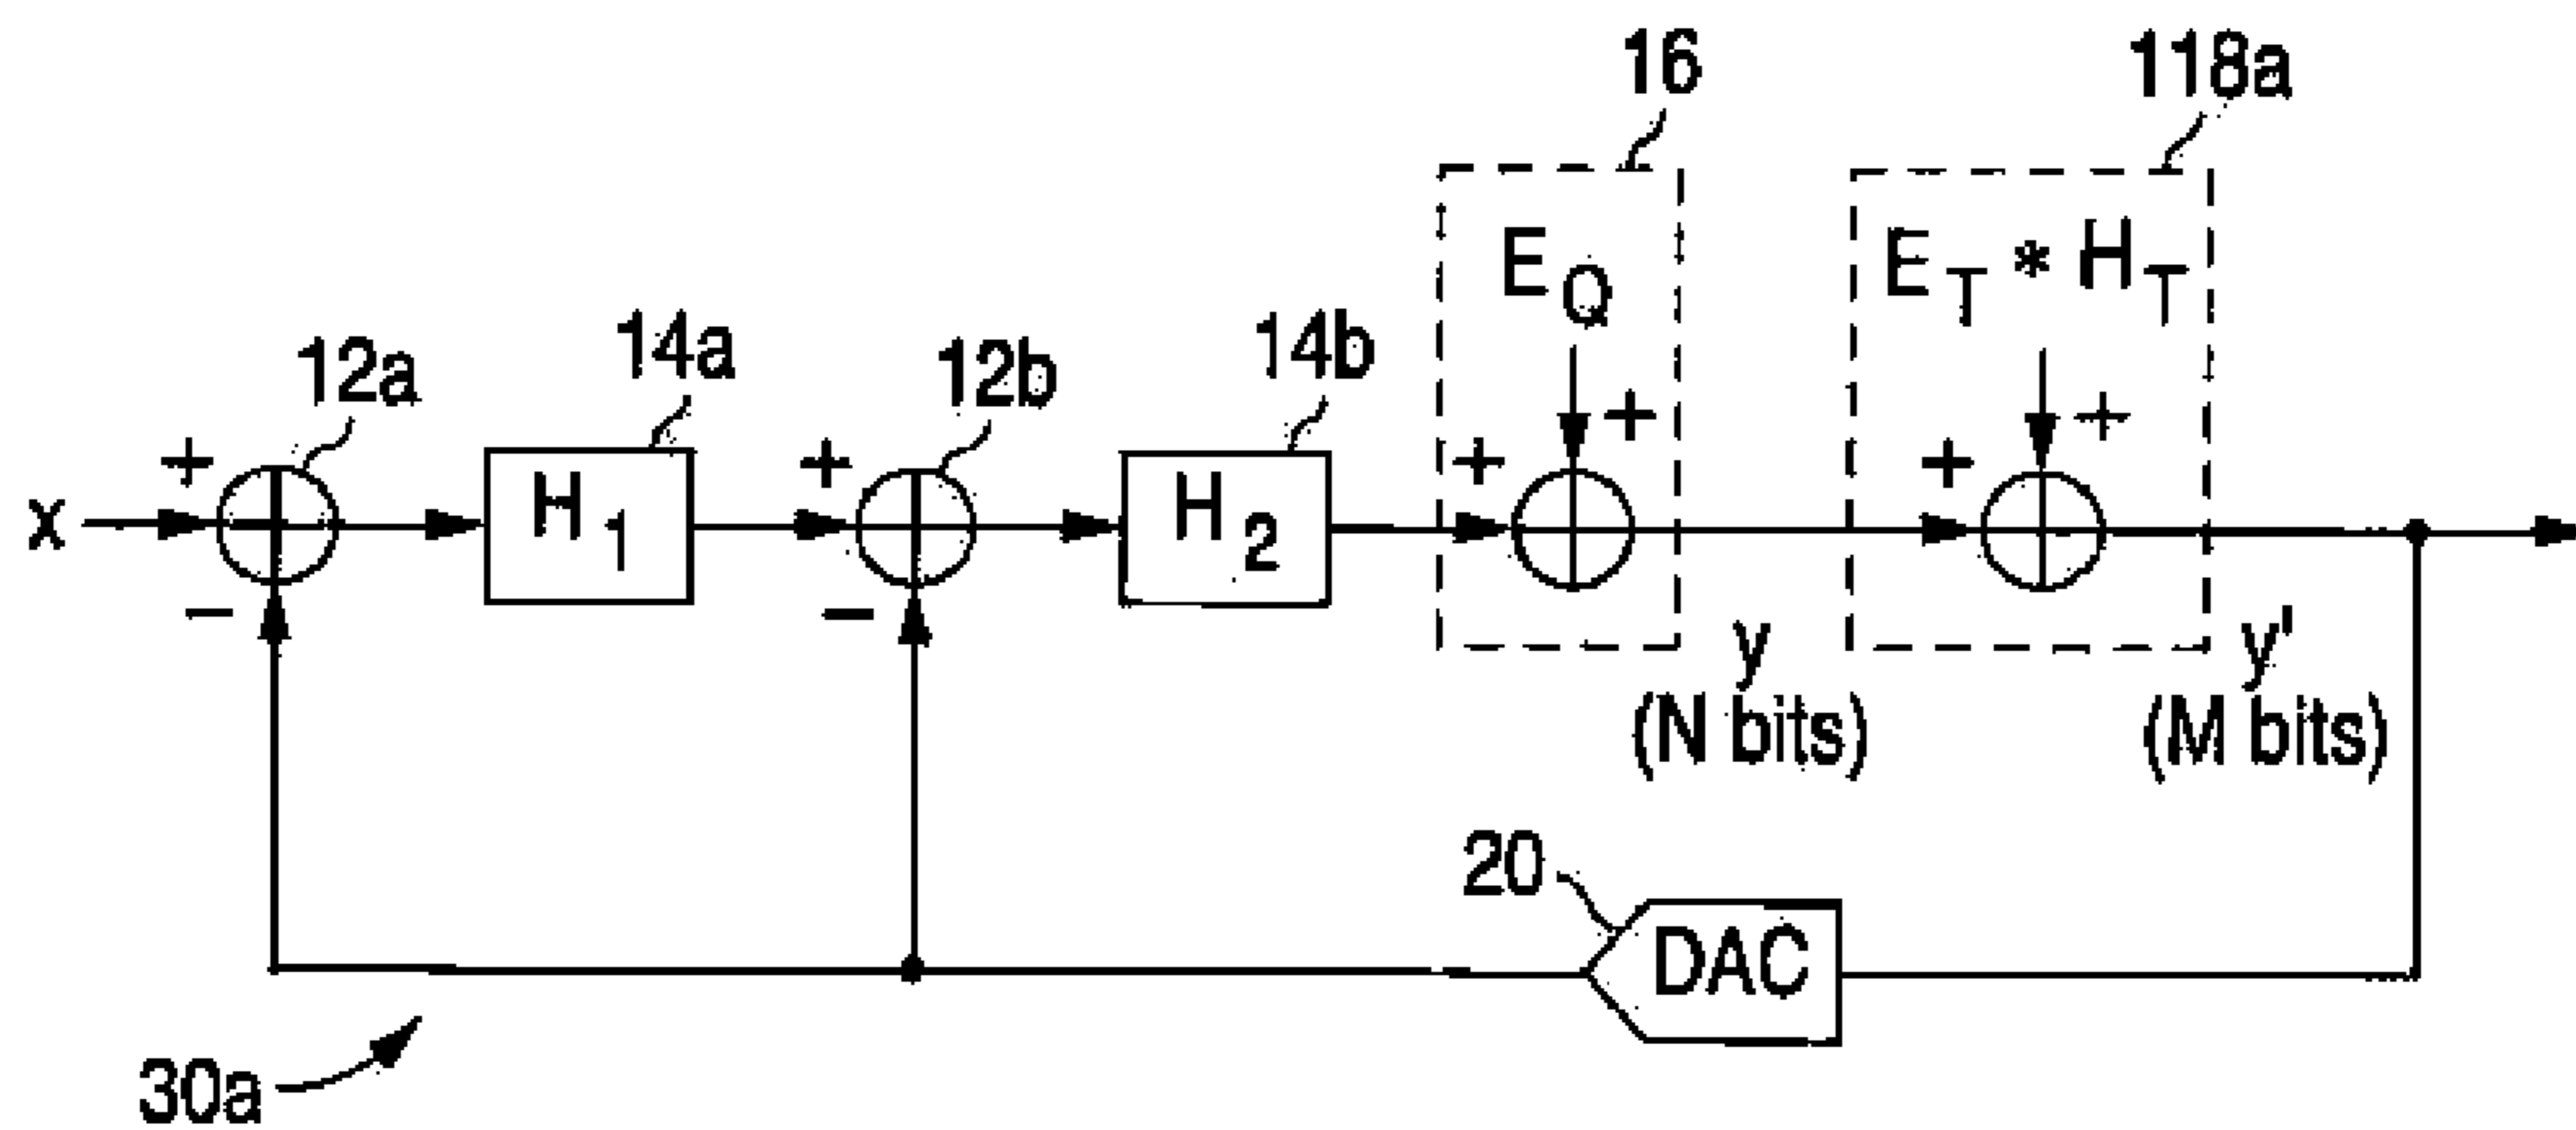 16
118a
E_Q
E_T * H_T
12a
14a
12b
14b
+
+
+
+
+
+
x
H_1
H_2
−
−
y
y'
(N bits)
(M bits)
20
DAC
30a